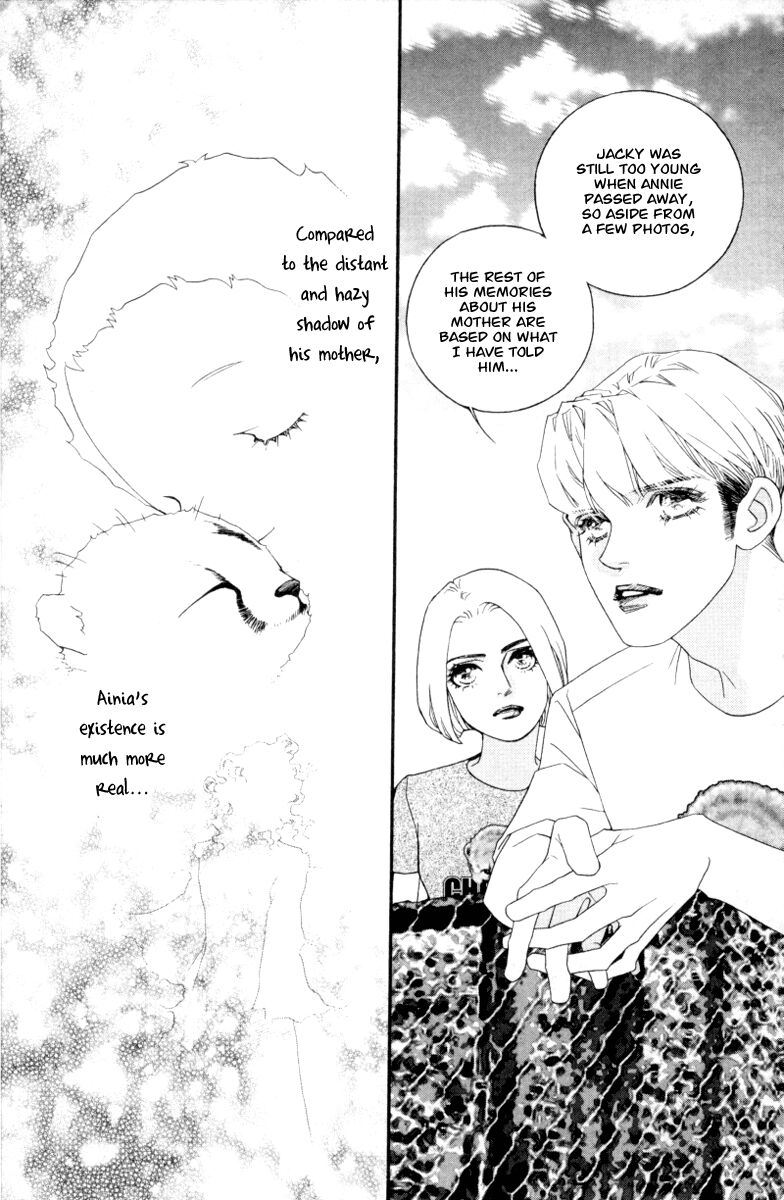 JACKY WAS
STILL TOO YOUNG
WHEN ANNIE
PASSED AWAY,
SO ASIDE FROM
A FEW PHOTOS,
THE REST OF
HIS MEMORIES
ABOUT HIS
MOTHER ARE
BASED ON WHAT
I HAVE TOLD
HIM...
Compared
to the distant
and hazy
shadow of
his mother,
Ainia's
existence is
much more
real...